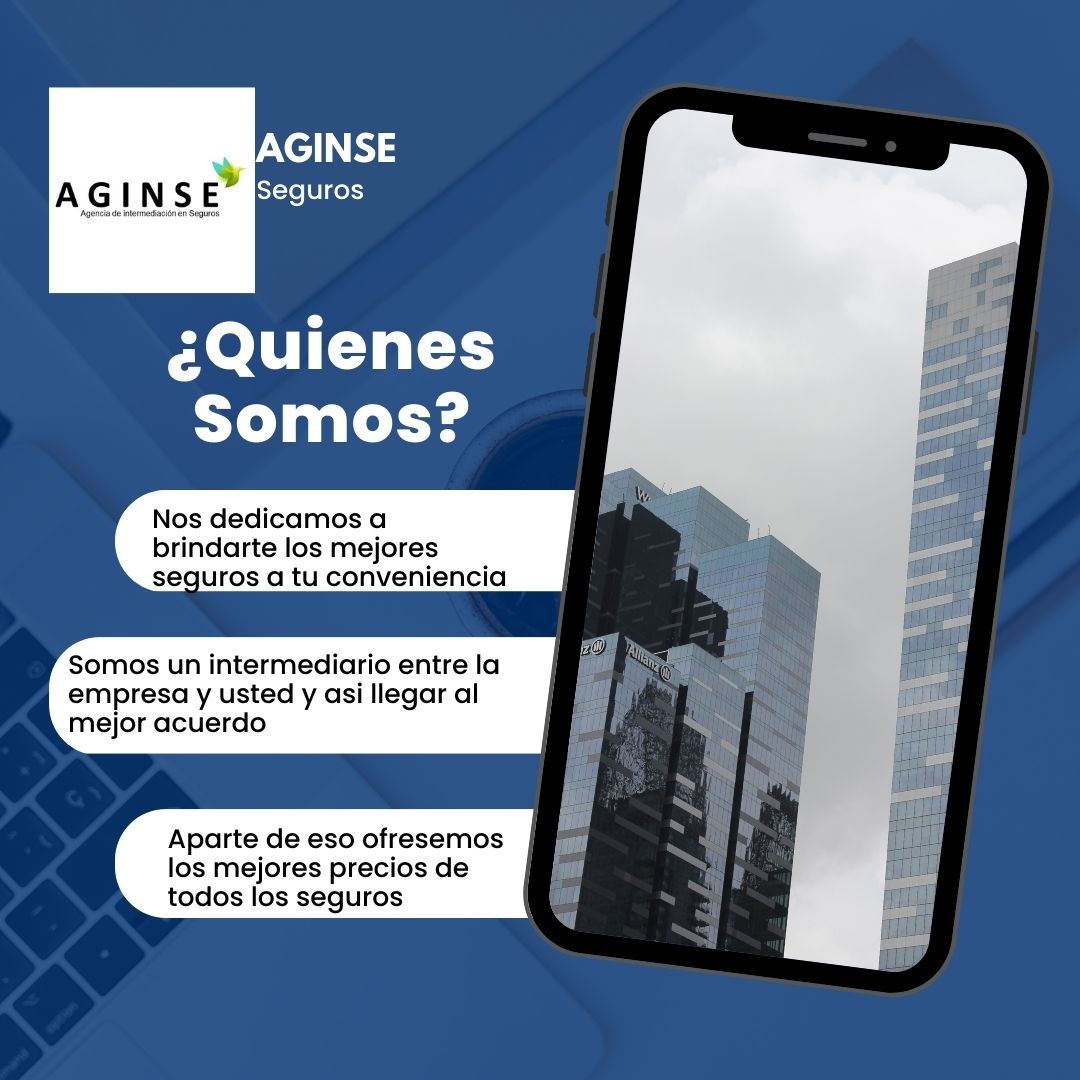 AGINSE
Agencia de intermediación en Seguros
AGINSE
Seguros
¿Quienes
Somos?
Nos dedicamos a
brindarte los mejores
seguros a tu conveniencia
Somos un intermediario entre la
empresa y usted y asi llegar al
mejor acuerdo
Aparte de eso ofresemos
los mejores precios de
todos los seguros
Allianz